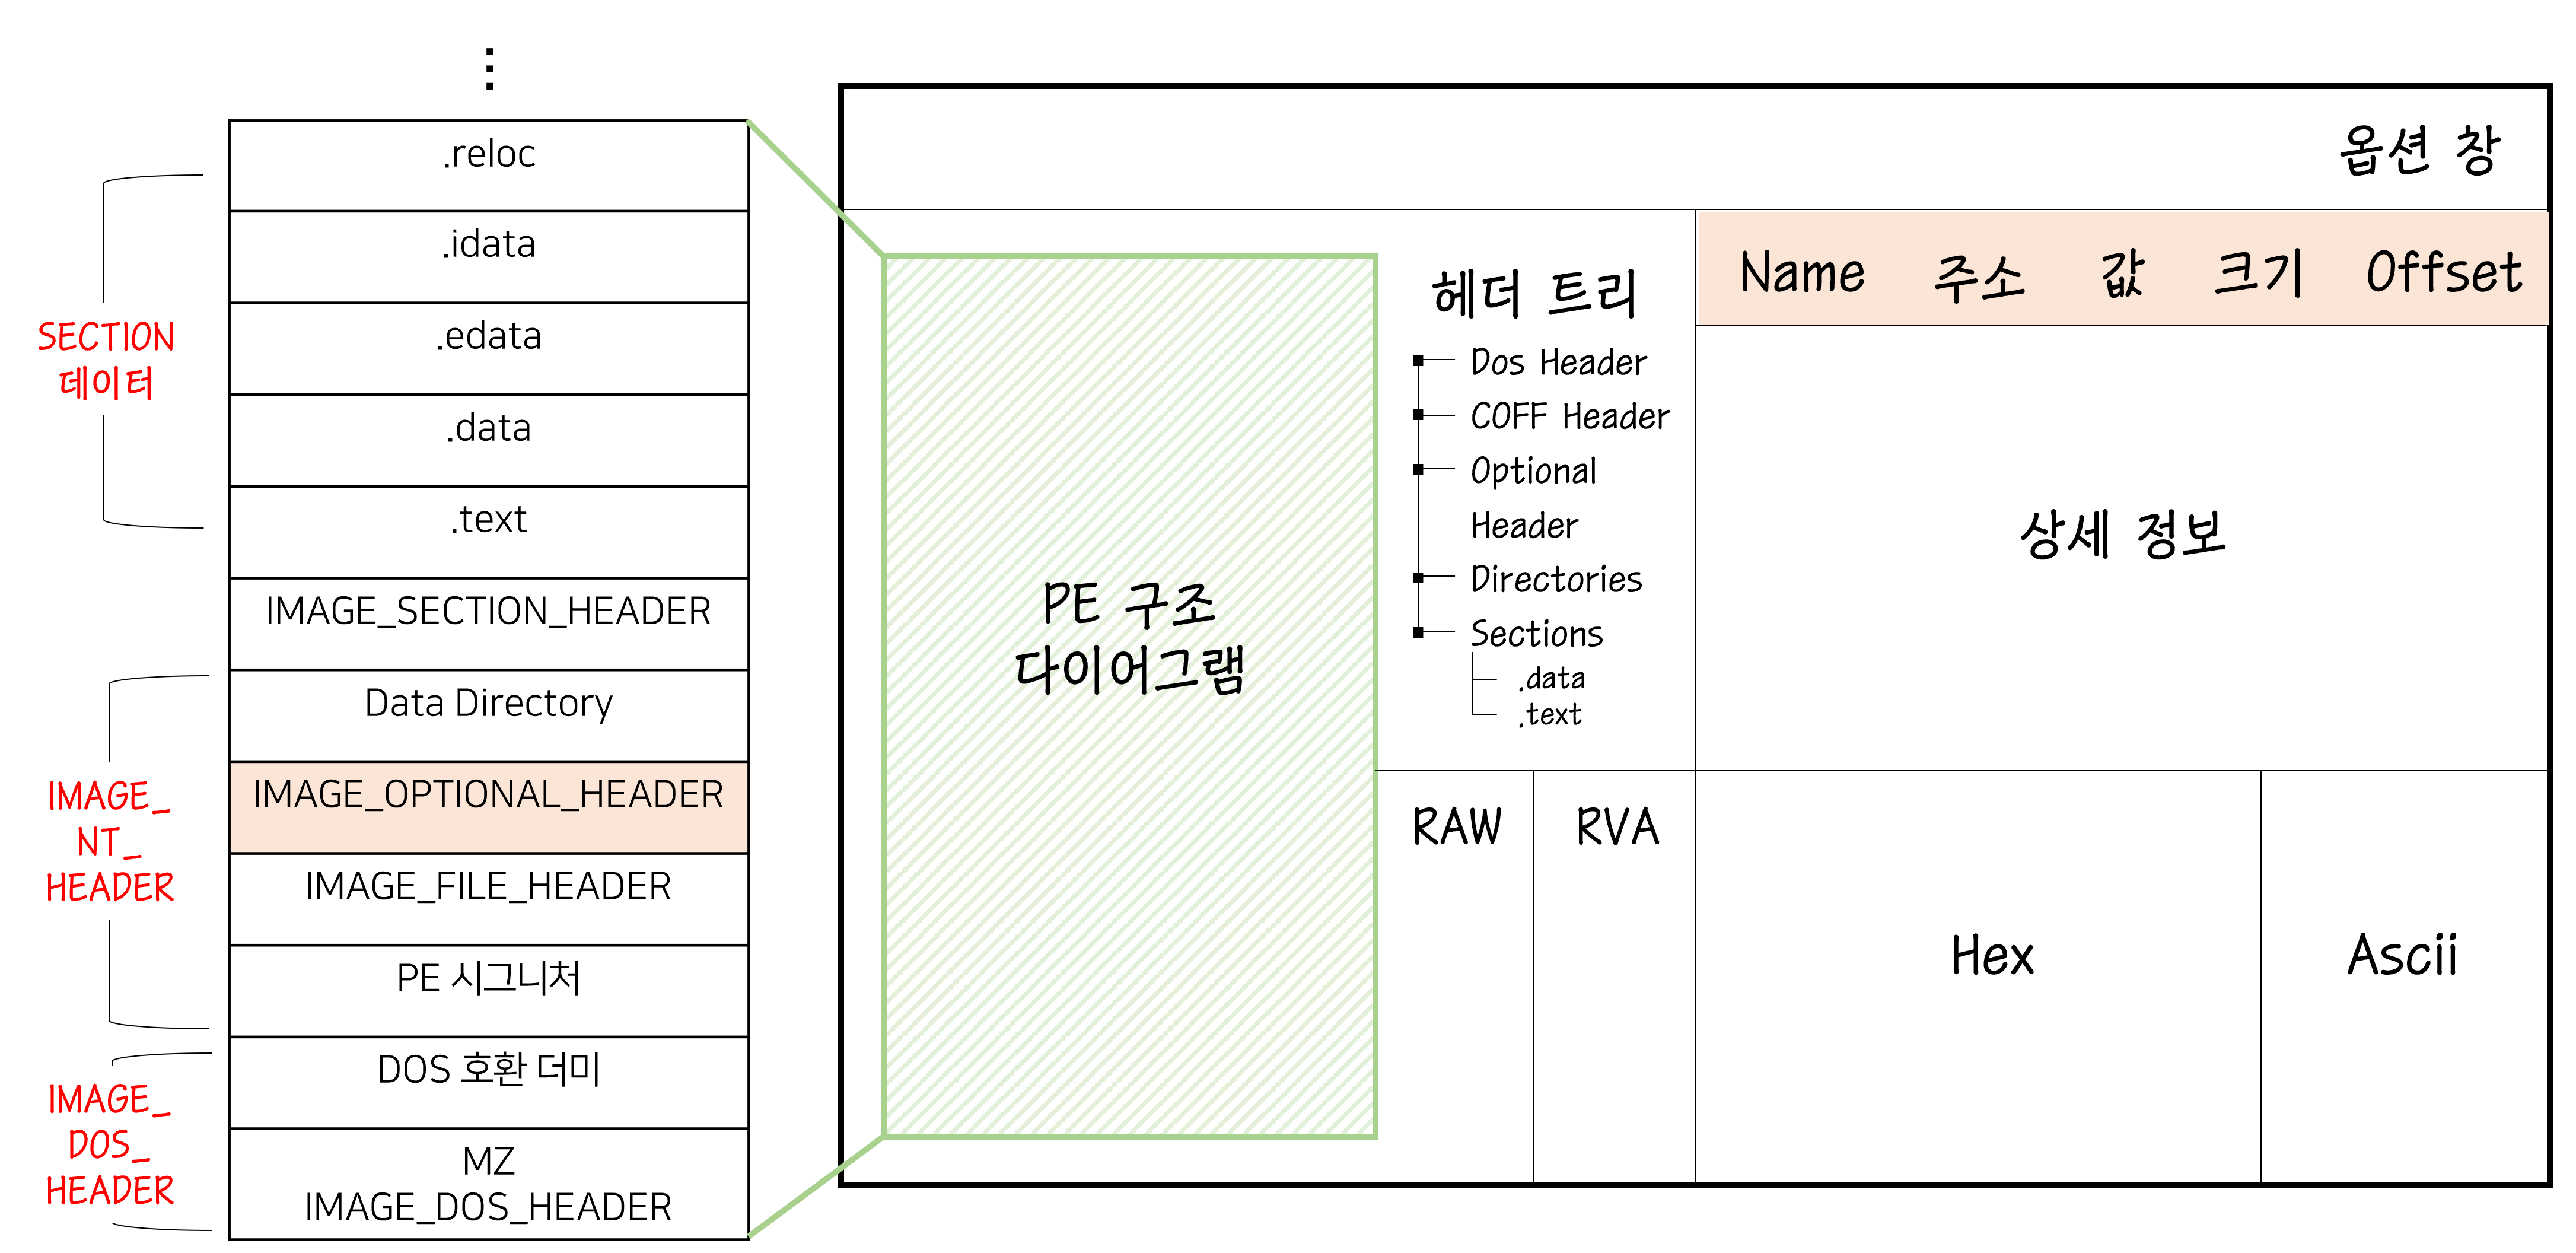 ⋮
.reloc
.idata
.edata
.data
.text
IMAGE_SECTION_HEADER
Data Directory
IMAGE_OPTIONAL_HEADER
IMAGE_FILE_HEADER
PE 시그니처
DOS 호환 더미
MZ
IMAGE_DOS_HEADER
SECTION
데이터
IMAGE_
NT_
HEADER
IMAGE_
DOS_
HEADER
옵션 창
PE 구조
다이어그램
헤더 트리
Dos Header
COFF Header
Optional
Header
Directories
Sections
.data
.text
Name 주소 값 크기 Offset
상세 정보
RAW
RVA
Hex
Ascii